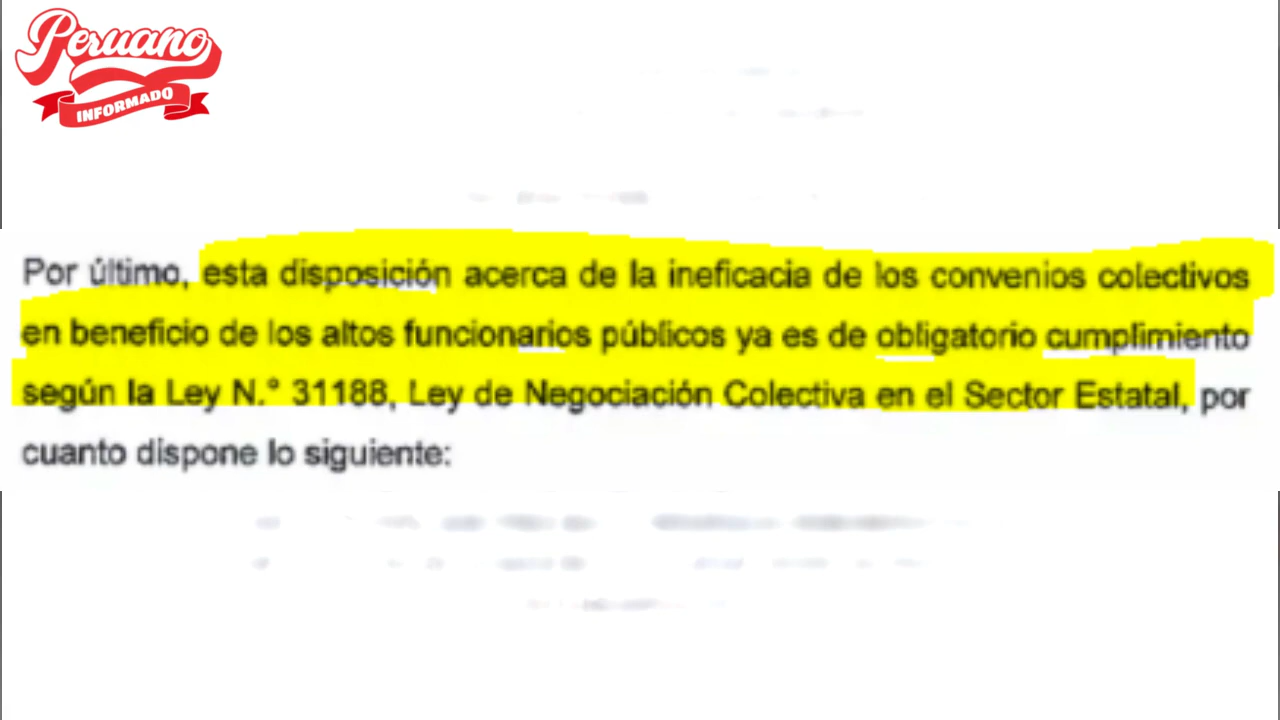 Peruano
INFORMADO
Por último, esta disposición acerca de la ineficacia de los convenios colectivos
en beneficio de los altos funcionarios públicos ya es de obligatorio cumplimiento
según la Ley N.° 31188, Ley de Negociación Colectiva en el Sector Estatal, por
cuanto dispone lo siguiente: